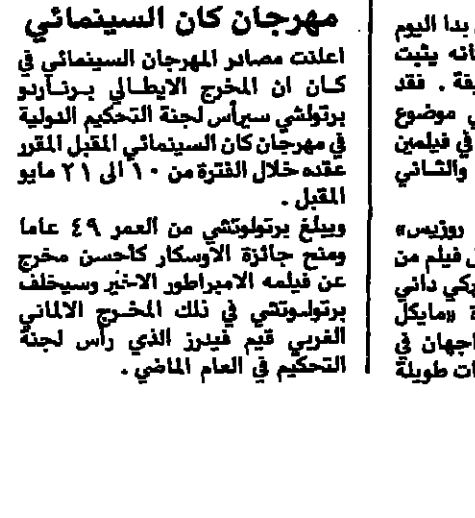 مهرجان كان السينمائي
اعلنت مصادر المهرجان السينمائي في
كان ان المخرج الايطالي برناردو
برتولشي سيرأس لجنة التحكيم الدولية
في مهرجان كان السينمائي المقبل المقرر
عقده خلال الفترة من ١٠ الى ٢١ مايو
المقبل .
ويبلغ برتولوتشي من العمر ٤٩ عاما
ومنح جائزة الاوسكار كأحسن مخرج
عن فيلمه الامبراطور الاخير وسيخلف
برتولوتشي في ذلك المخرج الالماني
الغربي فيم فيدرز الذي رأس لجنة
التحكيم في العام الماضي .
بدا اليوم
انه يثبت
يقة . فقد
ي موضوع
في فيلمين
والثاني
روزيس»
فيلم من
يكي داني
ة «مايكل
اجهان في
ات طويلة